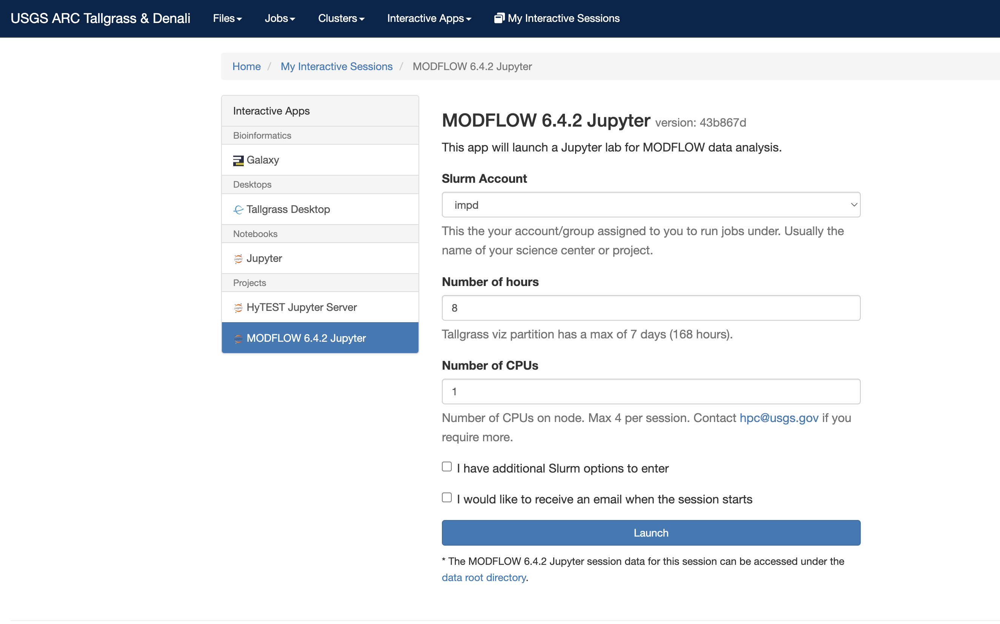 USGS ARC Tallgrass & Denali Files Jobs Clusters Interactive Apps My Interactive Sessions
Home / My Interactive Sessions / MODFLOW 6.4.2 Jupyter
Interactive Apps
Bioinformatics
Galaxy
Desktops
Tallgrass Desktop
Notebooks
Jupyter
Projects
HyTEST Jupyter Server
MODFLOW 6.4.2 Jupyter
MODFLOW 6.4.2 Jupyter version: 43b867d
This app will launch a Jupyter lab for MODFLOW data analysis.
Slurm Account
impd
This the your account/group assigned to you to run jobs under. Usually the
name of your science center or project.
Number of hours
8
Tallgrass viz partition has a max of 7 days (168 hours).
Number of CPUs
1
Number of CPUs on node. Max 4 per session. Contact hpc@usgs.gov if you
require more.
I have additional Slurm options to enter
I would like to receive an email when the session starts
Launch
* The MODFLOW 6.4.2 Jupyter session data for this session can be accessed under the
data root directory.